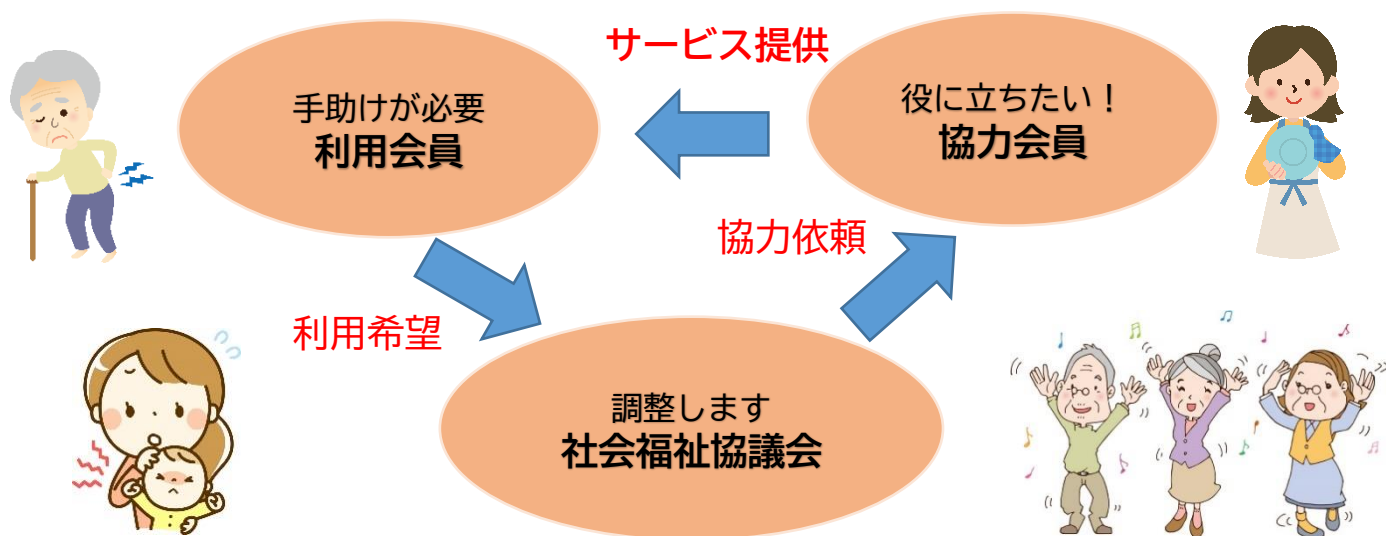 サービス提供
手助けが必要
利用会員
役に立ちたい！
協力会員
協力依頼
利用希望
調整します
社会福祉協議会